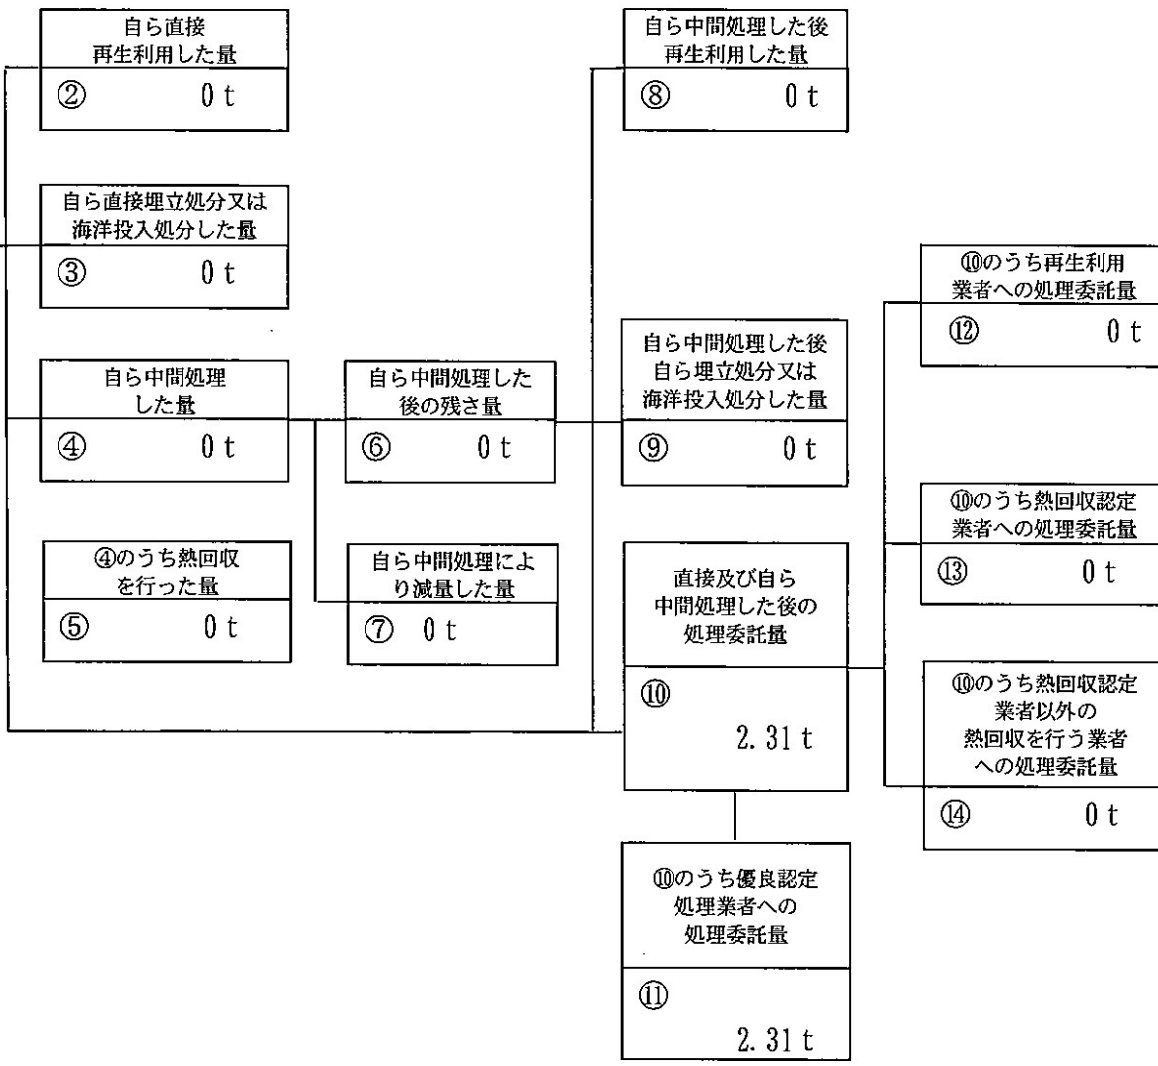 自ら直接
再生利用した量
② 0 t
自ら直接埋立処分又は
海洋投入処分した量
③ 0 t
自ら中間処理
した量
④ 0 t
④のうち熱回収
を行った量
⑤ 0 t
自ら中間処理した
後の残さ量
⑥ 0 t
自ら中間処理によ
り減量した量
⑦ 0 t
自ら中間処理した後
再生利用した量
⑧ 0 t
自ら中間処理した後
自ら埋立処分又は
海洋投入処分した量
⑨ 0 t
直接及び自ら
中間処理した後の
処理委託量
⑩
2.31 t
⑩のうち優良認定
処理業者への
処理委託量
⑪
2.31 t
⑩のうち再生利用
業者への処理委託量
⑫ 0 t
⑩のうち熱回収認定
業者への処理委託量
⑬ 0 t
⑩のうち熱回収認定
業者以外の
熱回収を行う業者
への処理委託量
⑭ 0 t